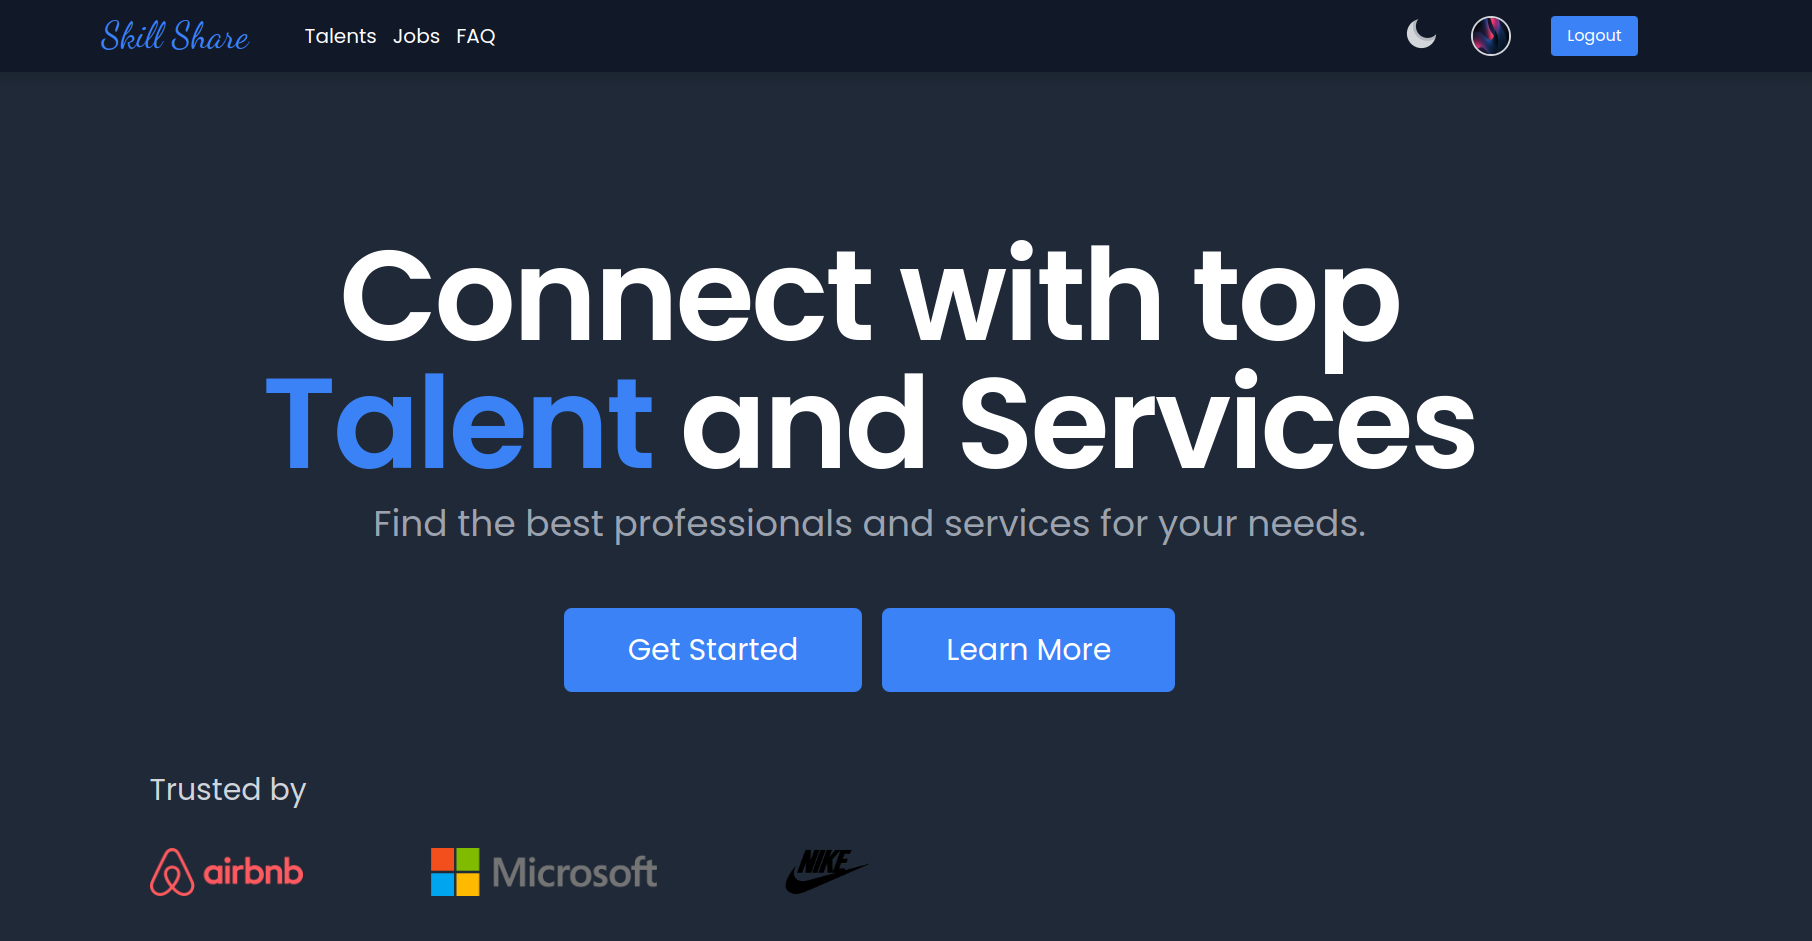 Skill Share Talents Jobs FAQ Logout
Connect with top
Talent and Services
Find the best professionals and services for your needs.
Get Started Learn More
Trusted by
airbnb Microsoft NIKE